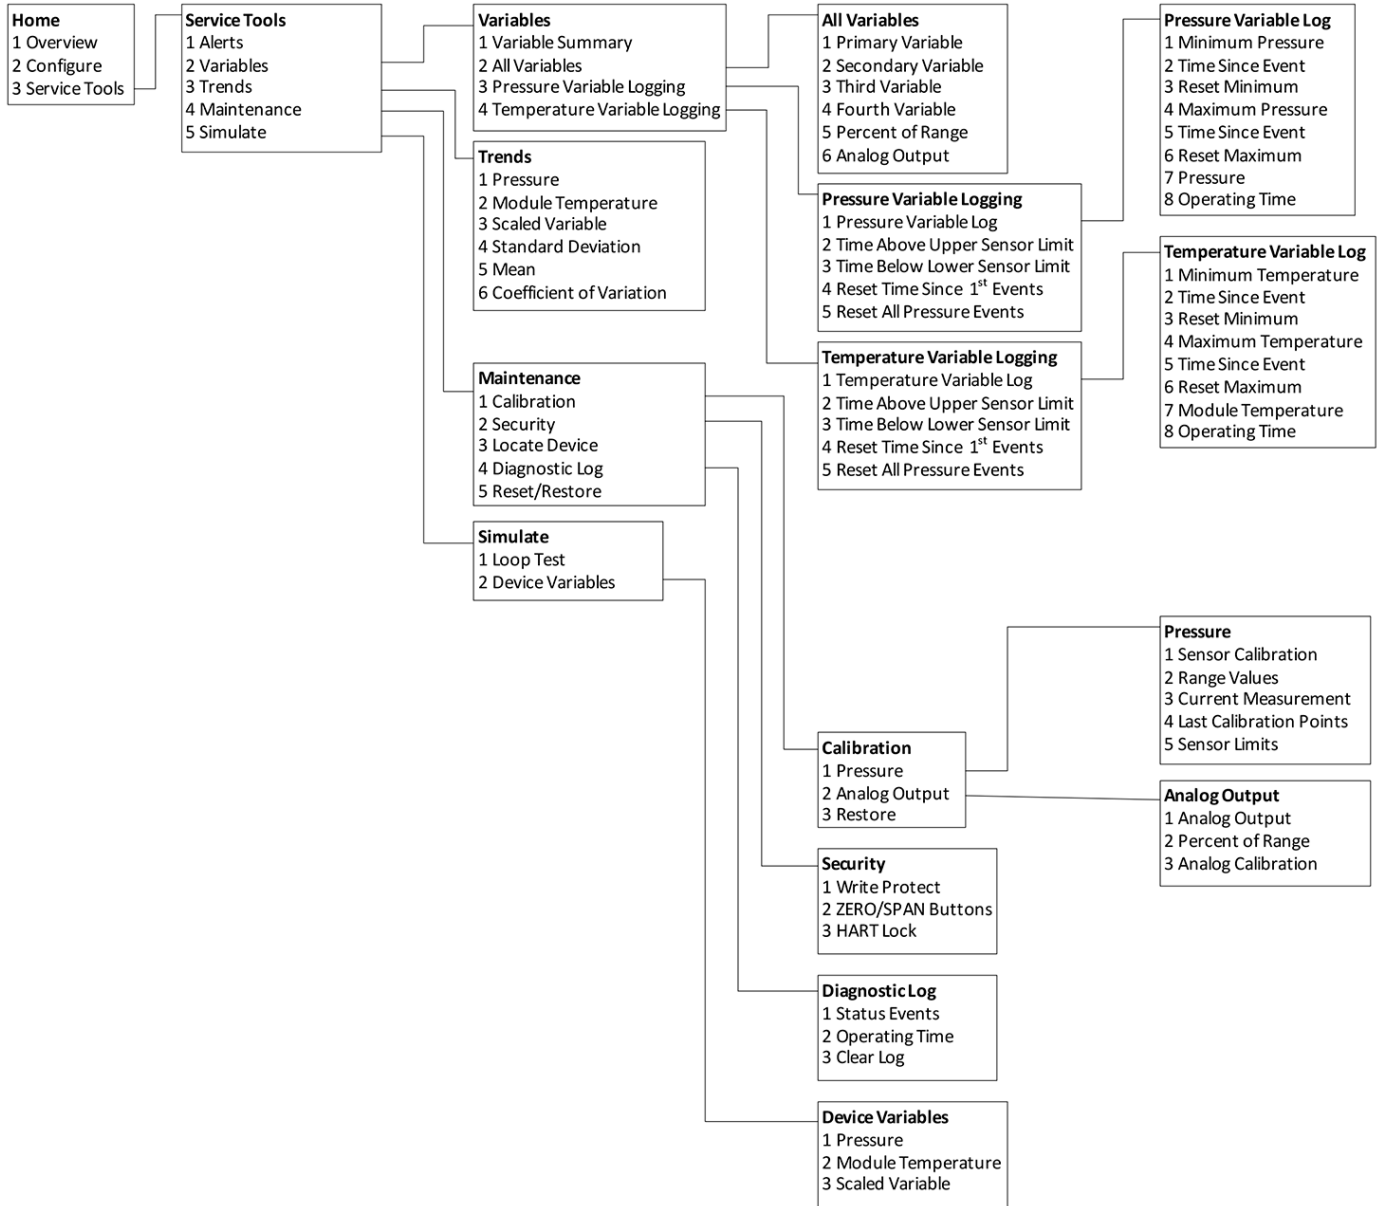 Home
1 Overview
2 Configure
3 Service Tools
Service Tools
1 Alerts
2 Variables
3 Trends
4 Maintenance
5 Simulate
Variables
1 Variable Summary
2 All Variables
3 Pressure Variable Logging
4 Temperature Variable Logging
Trends
1 Pressure
2 Module Temperature
3 Scaled Variable
4 Standard Deviation
5 Mean
6 Coefficient of Variation
Maintenance
1 Calibration
2 Security
3 Locate Device
4 Diagnostic Log
5 Reset/Restore
Simulate
1 Loop Test
2 Device Variables
All Variables
1 Primary Variable
2 Secondary Variable
3 Third Variable
4 Fourth Variable
5 Percent of Range
6 Analog Output
Pressure Variable Logging
1 Pressure Variable Log
2 Time Above Upper Sensor Limit
3 Time Below Lower Sensor Limit
4 Reset Time Since 1st Events
5 Reset All Pressure Events
Temperature Variable Logging
1 Temperature Variable Log
2 Time Above Upper Sensor Limit
3 Time Below Lower Sensor Limit
4 Reset Time Since 1st Events
5 Reset All Pressure Events
Calibration
1 Pressure
2 Analog Output
3 Restore
Security
1 Write Protect
2 ZERO/SPAN Buttons
3 HART Lock
Diagnostic Log
1 Status Events
2 Operating Time
3 Clear Log
Device Variables
1 Pressure
2 Module Temperature
3 Scaled Variable
Pressure Variable Log
1 Minimum Pressure
2 Time Since Event
3 Reset Minimum
4 Maximum Pressure
5 Time Since Event
6 Reset Maximum
7 Pressure
8 Operating Time
Temperature Variable Log
1 Minimum Temperature
2 Time Since Event
3 Reset Minimum
4 Maximum Temperature
5 Time Since Event
6 Reset Maximum
7 Module Temperature
8 Operating Time
Pressure
1 Sensor Calibration
2 Range Values
3 Current Measurement
4 Last Calibration Points
5 Sensor Limits
Analog Output
1 Analog Output
2 Percent of Range
3 Analog Calibration